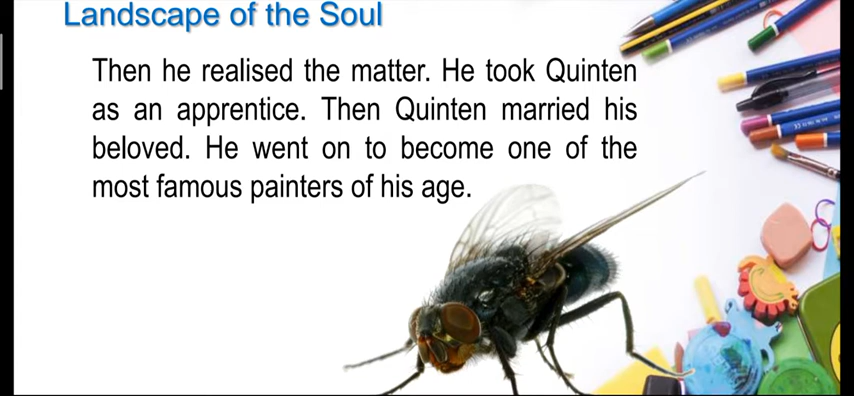 Landscape of the Soul
Then he realised the matter. He took Quinten
as an apprentice. Then Quinten married his
beloved. He went on to become one of the
most famous painters of his age.